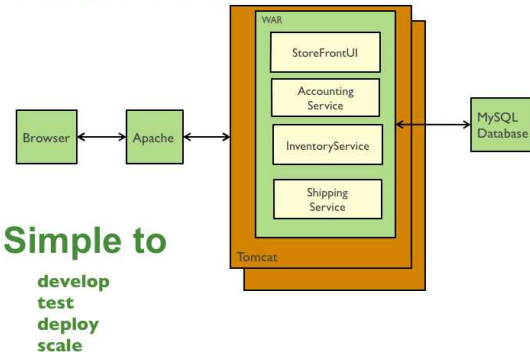 WAR
StoreFrontUI
Accounting
Service
InventoryService
Shipping
Service
Browser
Apache
MySQL
Database
Tomcat
Simple to
develop
test
deploy
scale